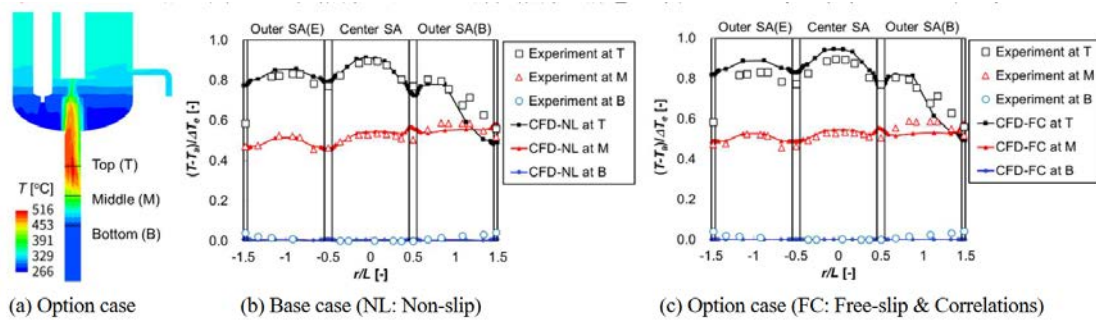 Top (T)
Middle (M)
Bottom (B)
T [°C]
516
453
391
329
266
(a) Option case
Outer SA(E) Center SA Outer SA(B)
(T-Tb)/ΔTe [-]
1.0
0.8
0.6
0.4
0.2
0.0
-1.5 -1 -0.5 0 0.5 1 1.5
r/L [-]
□ Experiment at T
△ Experiment at M
○ Experiment at B
CFD-NL at T
CFD-NL at M
CFD-NL at B
(b) Base case (NL: Non-slip)
Outer SA(E) Center SA Outer SA(B)
1.0
0.8
0.6
0.4
0.2
0.0
-1.5 -1 -0.5 0 0.5 1 1.5
r/L [-]
□ Experiment at T
△ Experiment at M
○ Experiment at B
CFD-FC at T
CFD-FC at M
CFD-FC at B
(c) Option case (FC: Free-slip & Correlations)